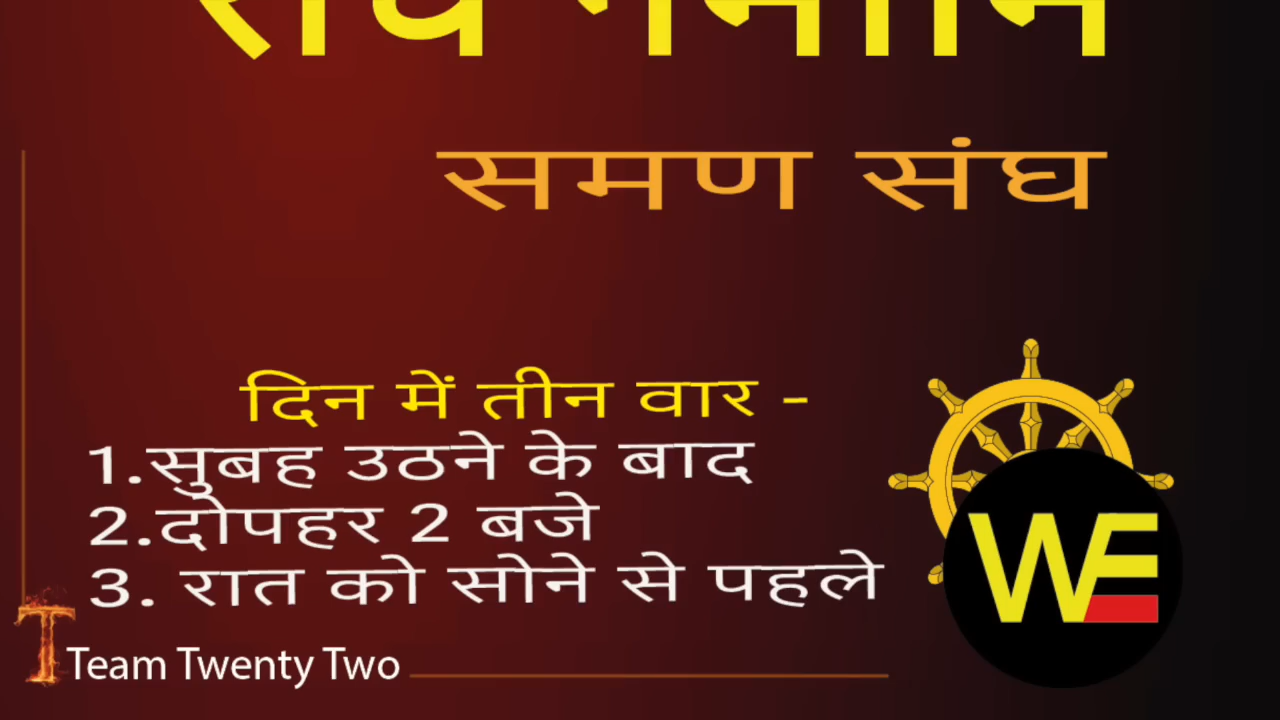 समण संघ
दिन में तीन वार -
1.सुबह उठने के बाद
2.दोपहर 2 बजे
3. रात को सोने से पहले
WE
T
Team Twenty Two